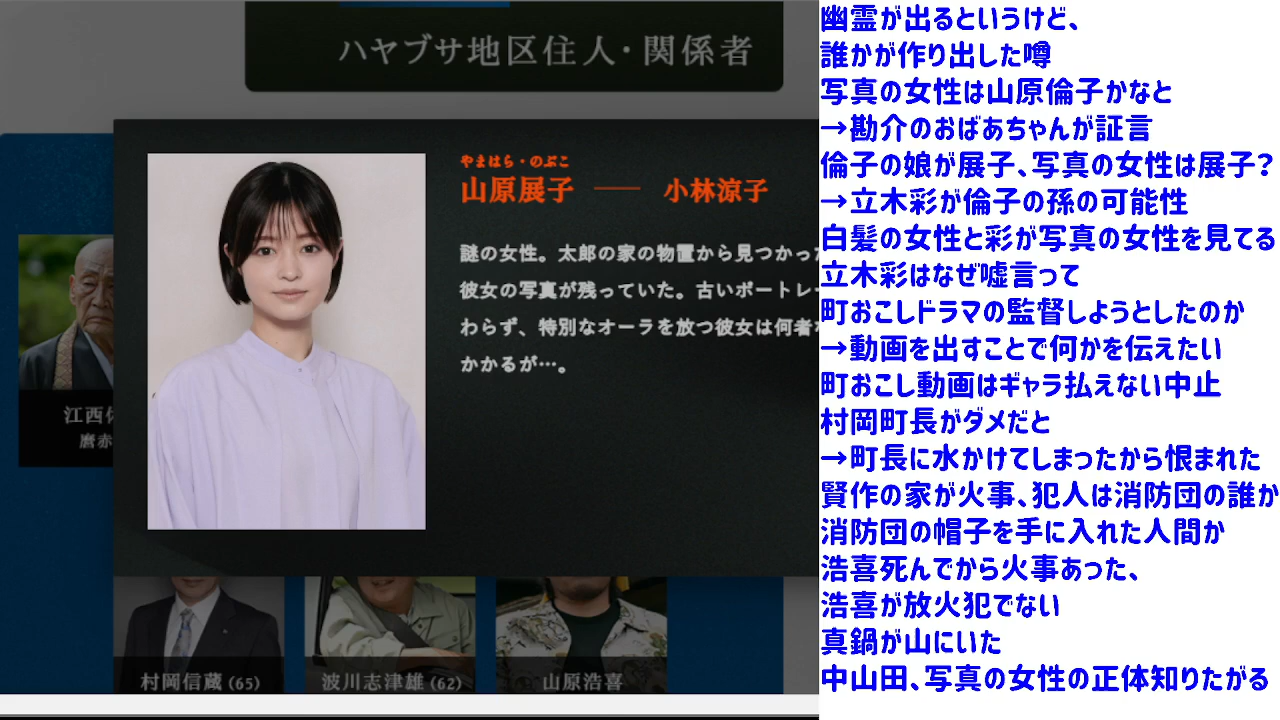 ハヤブサ地区住人・関係者
やまはら・のぶこ
山原展子 ── 小林涼子
謎の女性。太郎の家の物置から見つかった
彼女の写真が残っていた。古いポートレー
わらず、特別なオーラを放つ彼女は何者な
かかるが…。
江西佑
麿赤
村岡信蔵 (65)
波川志津雄 (62)
山原浩喜
幽霊が出るというけど、
誰かが作り出した噂
写真の女性は山原倫子かなと
→勘介のおばあちゃんが証言
倫子の娘が展子、写真の女性は展子?
→立木彩が倫子の孫の可能性
白髪の女性と彩が写真の女性を見てる
立木彩はなぜ嘘言って
町おこしドラマの監督しようとしたのか
→動画を出すことで何かを伝えたい
町おこし動画はギャラ払えない中止
村岡町長がダメだと
→町長に水かけてしまったから恨まれた
賢作の家が火事、犯人は消防団の誰か
消防団の帽子を手に入れた人間か
浩喜死んでから火事あった、
浩喜が放火犯でない
真鍋が山にいた
中山田、写真の女性の正体知りたがる